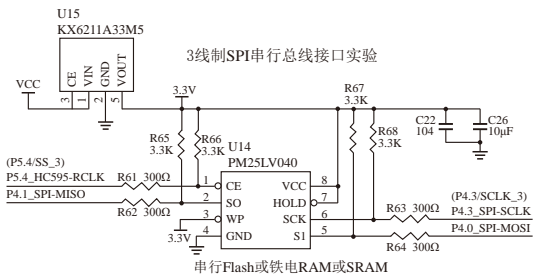 U15
KX6211A33M5
3线制SPI串行总线接口实验
CE
VIN
GND
VOUT
VCC
3 1 2 5
3.3V
R67
3.3K
R65
3.3K
R66
3.3K
U14
PM25LV040
R68
3.3K
C22
104
C26
10μF
(P5.4/SS_3)
P5.4_HC595-RCLK
R61 300Ω
1 CE
VCC 8
P4.1_SPI-MISO
R62 300Ω
2 SO
HOLD 7
3 WP
SCK 6
R63 300Ω
(P4.3/SCLK_3)
P4.3_SPI-SCLK
3.3V
4 GND
S1 5
R64 300Ω
P4.0_SPI-MOSI
串行Flash或铁电RAM或SRAM